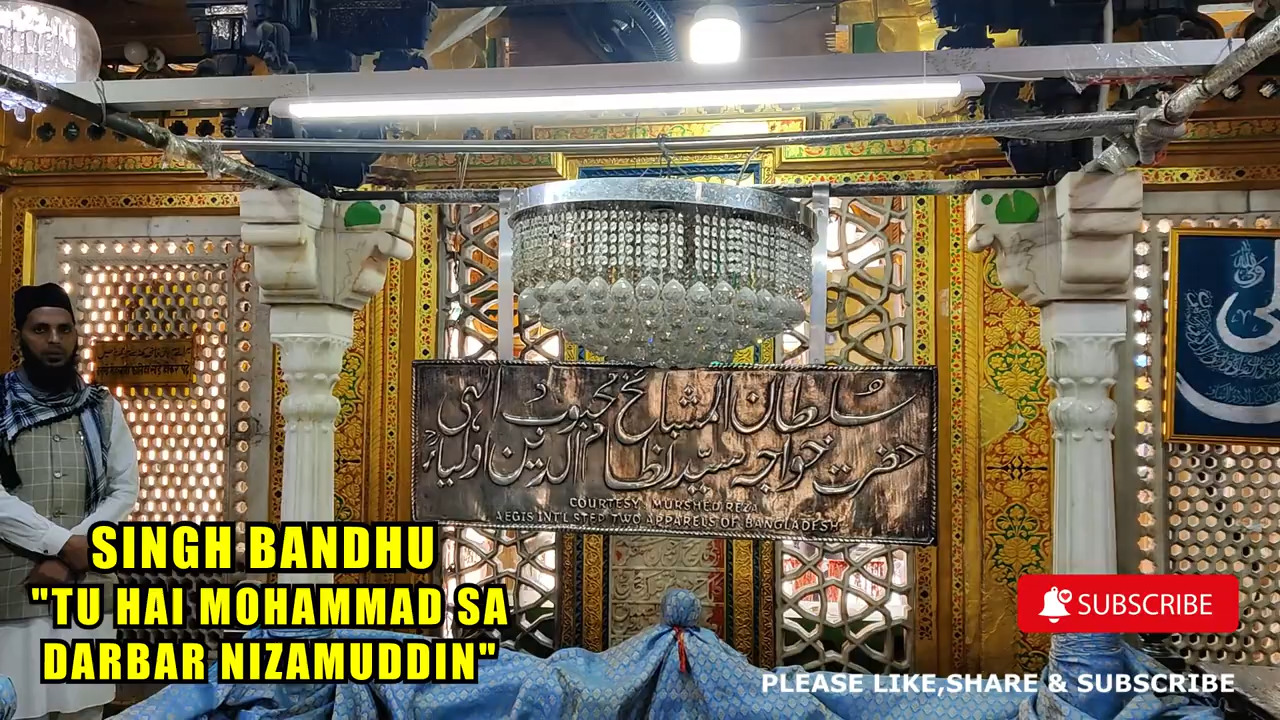 سلطان المشائخ محبوب الٰہی
حضرت خواجہ سید نظام الدین اولیاءؒ
COURTESY MURSHED REZA
AEGIS INT'L STEP TWO APPARELS OF BANGLADESH
SINGH BANDHU
"TU HAI MOHAMMAD SA
DARBAR NIZAMUDDIN"
SUBSCRIBE
PLEASE LIKE,SHARE & SUBSCRIBE